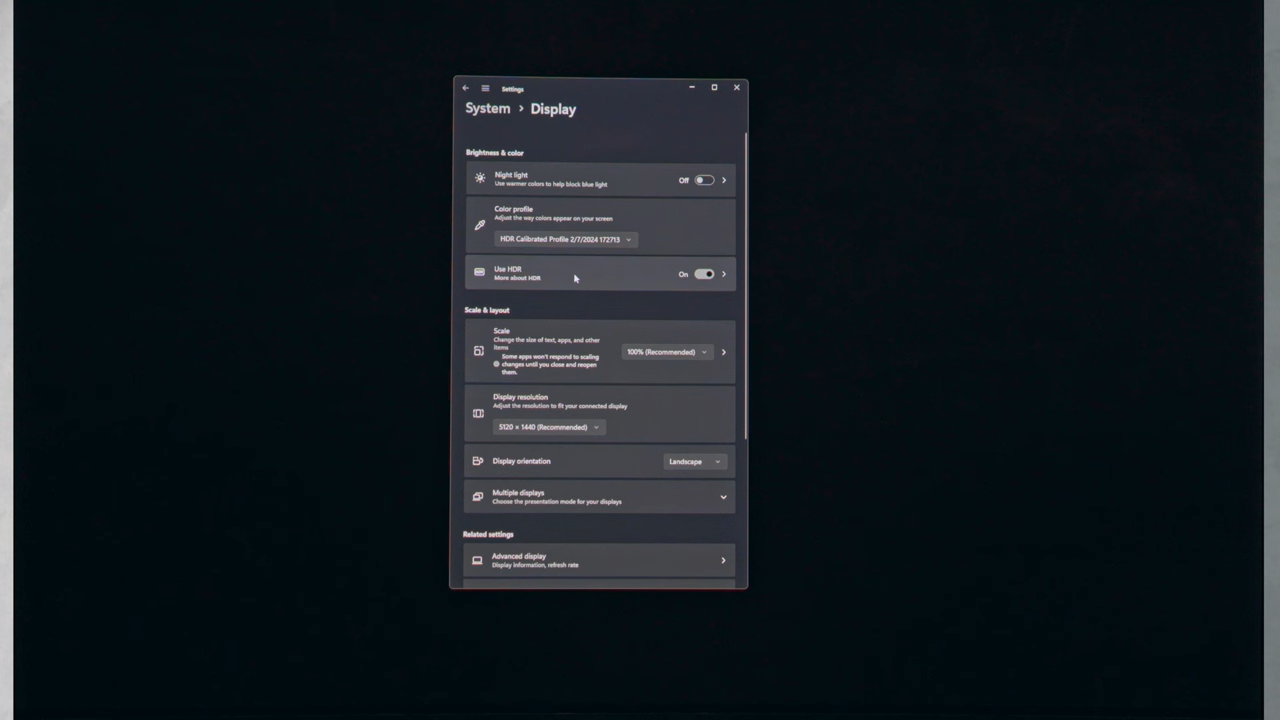 Settings
System > Display
Brightness & color
Night light
Use warmer colors to help block blue light
Off
Color profile
Adjust the way colors appear on your screen
HDR Calibrated Profile 2/7/2024 172713
Use HDR
More about HDR
On
Scale & layout
Scale
Change the size of text, apps, and other
items
Some apps won't respond to scaling
changes until you close and reopen
them.
100% (Recommended)
Display resolution
Adjust the resolution to fit your connected display
5120 × 1440 (Recommended)
Display orientation
Landscape
Multiple displays
Choose the presentation mode for your displays
Related settings
Advanced display
Display information, refresh rate